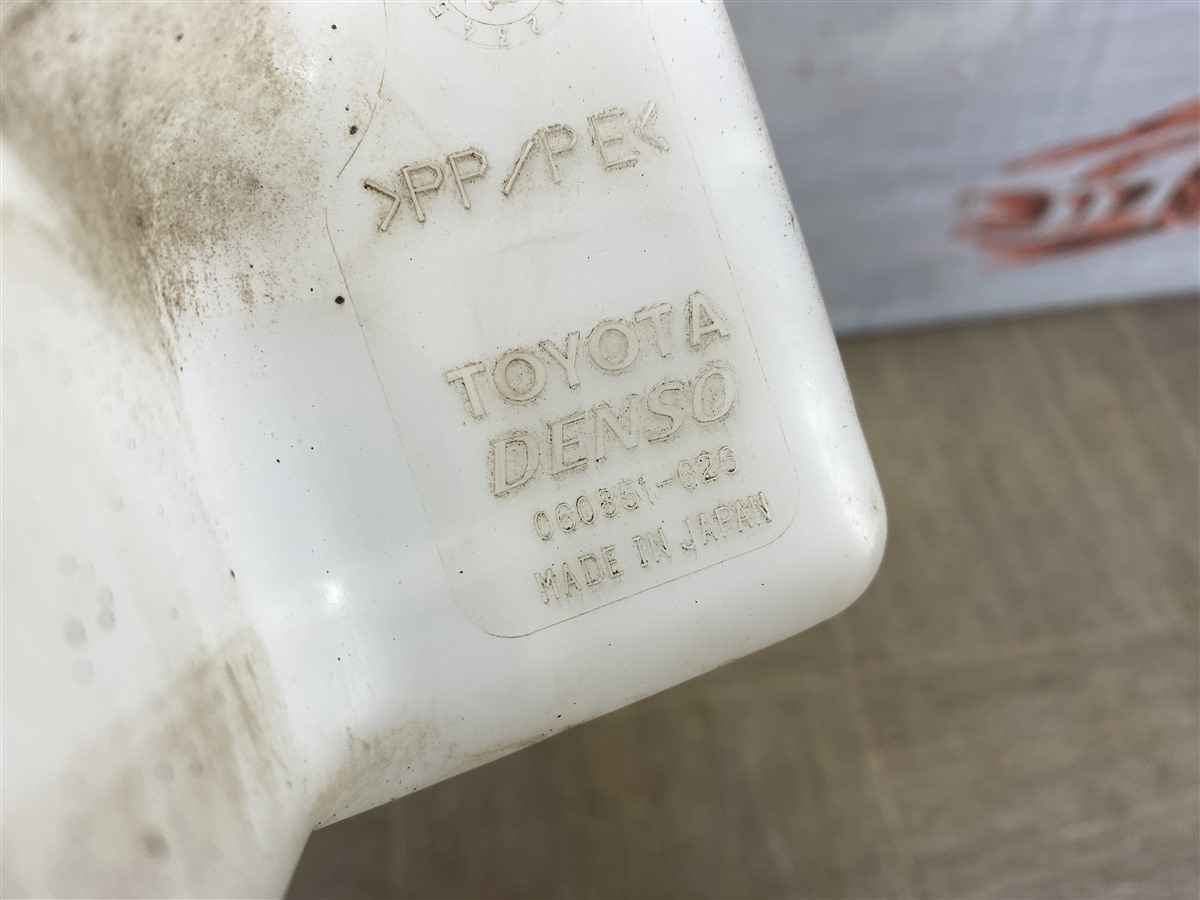 >PP/PE<
TOYOTA
DENSO
060851-026
MADE IN JAPAN